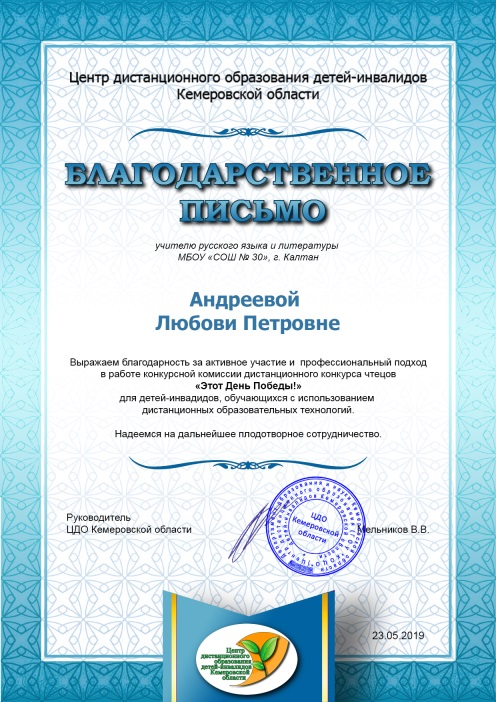 Центр дистанционного образования детей-инвалидов
Кемеровской области
БЛАГОДАРСТВЕННОЕ
ПИСЬМО
учителю русского языка и литературы
МБОУ «СОШ № 30», г. Калтан
Андреевой
Любови Петровне
Выражаем благодарность за активное участие и профессиональный подход
в работе конкурсной комиссии дистанционного конкурса чтецов
«Этот День Победы!»
для детей-инвадидов, обучающихся с использованием
дистанционных образовательных технологий.
Надеемся на дальнейшее плодотворное сотрудничество.
Руководитель
ЦДО Кемеровской области
Мельников В.В.
ЦДО
Кемеровской
области
23.05.2019
Центр
дистанционного
образования
детей-инвалидов
Кемеровской
области